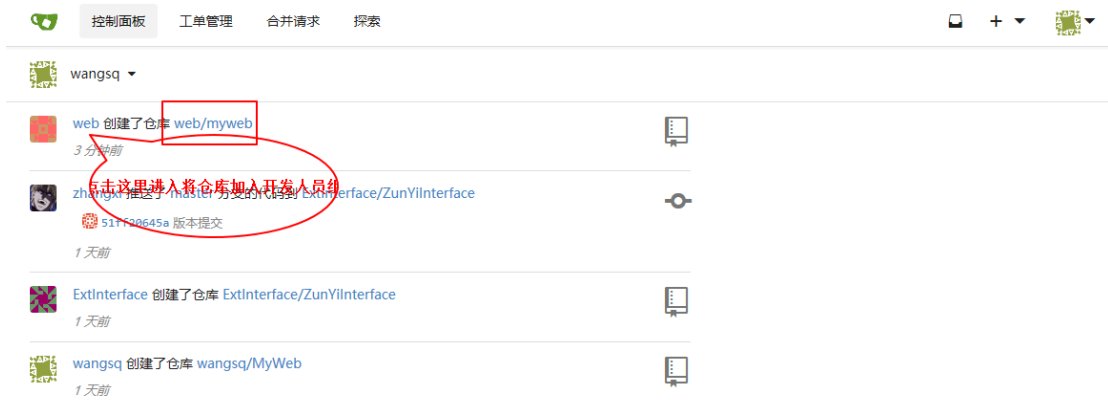 控制面板 工单管理 合并请求 探索
wangsq
web 创建了仓库 web/myweb
3 分钟前
点击这里进入将仓库加入开发人员组
zhangxi 推送了 master 分支的代码到 ExtInterface/ZunYiInterface
51ff20645a 版本提交
1 天前
ExtInterface 创建了仓库 ExtInterface/ZunYiInterface
1 天前
wangsq 创建了仓库 wangsq/MyWeb
1 天前